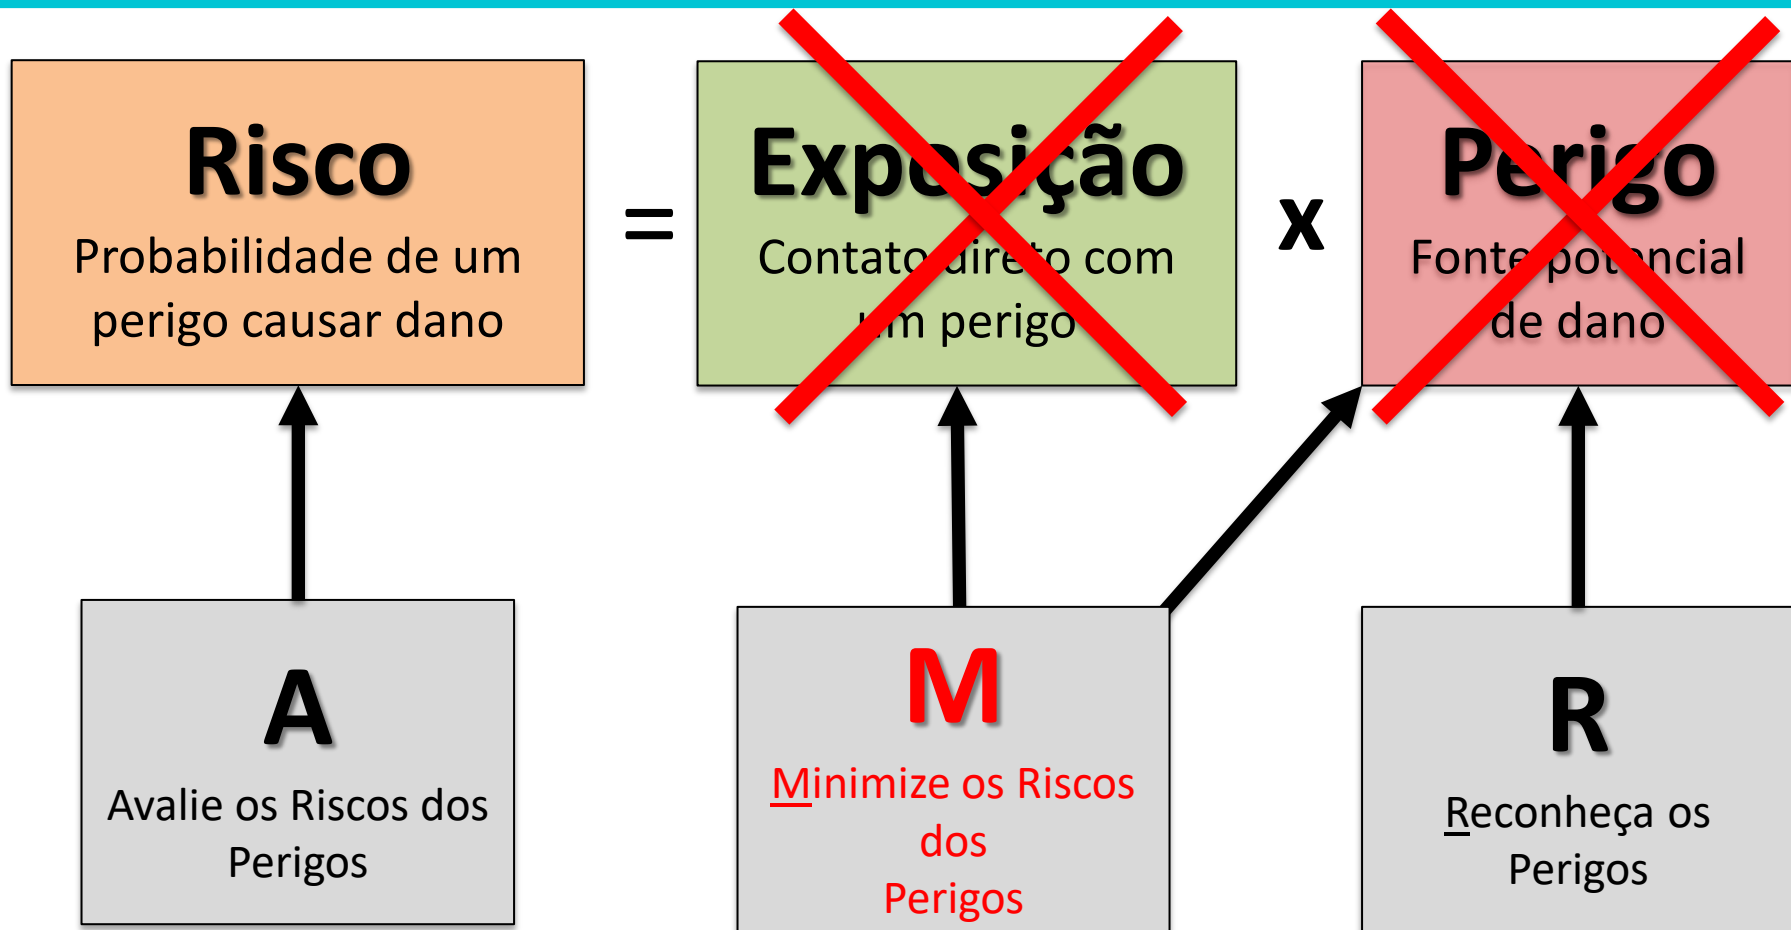 Risco
Probabilidade de um
perigo causar dano
=
Exposição
Contato direto com
um perigo
x
Perigo
Fonte potencial
de dano
A
Avalie os Riscos dos
Perigos
M
Minimize os Riscos
dos
Perigos
R
Reconheça os
Perigos